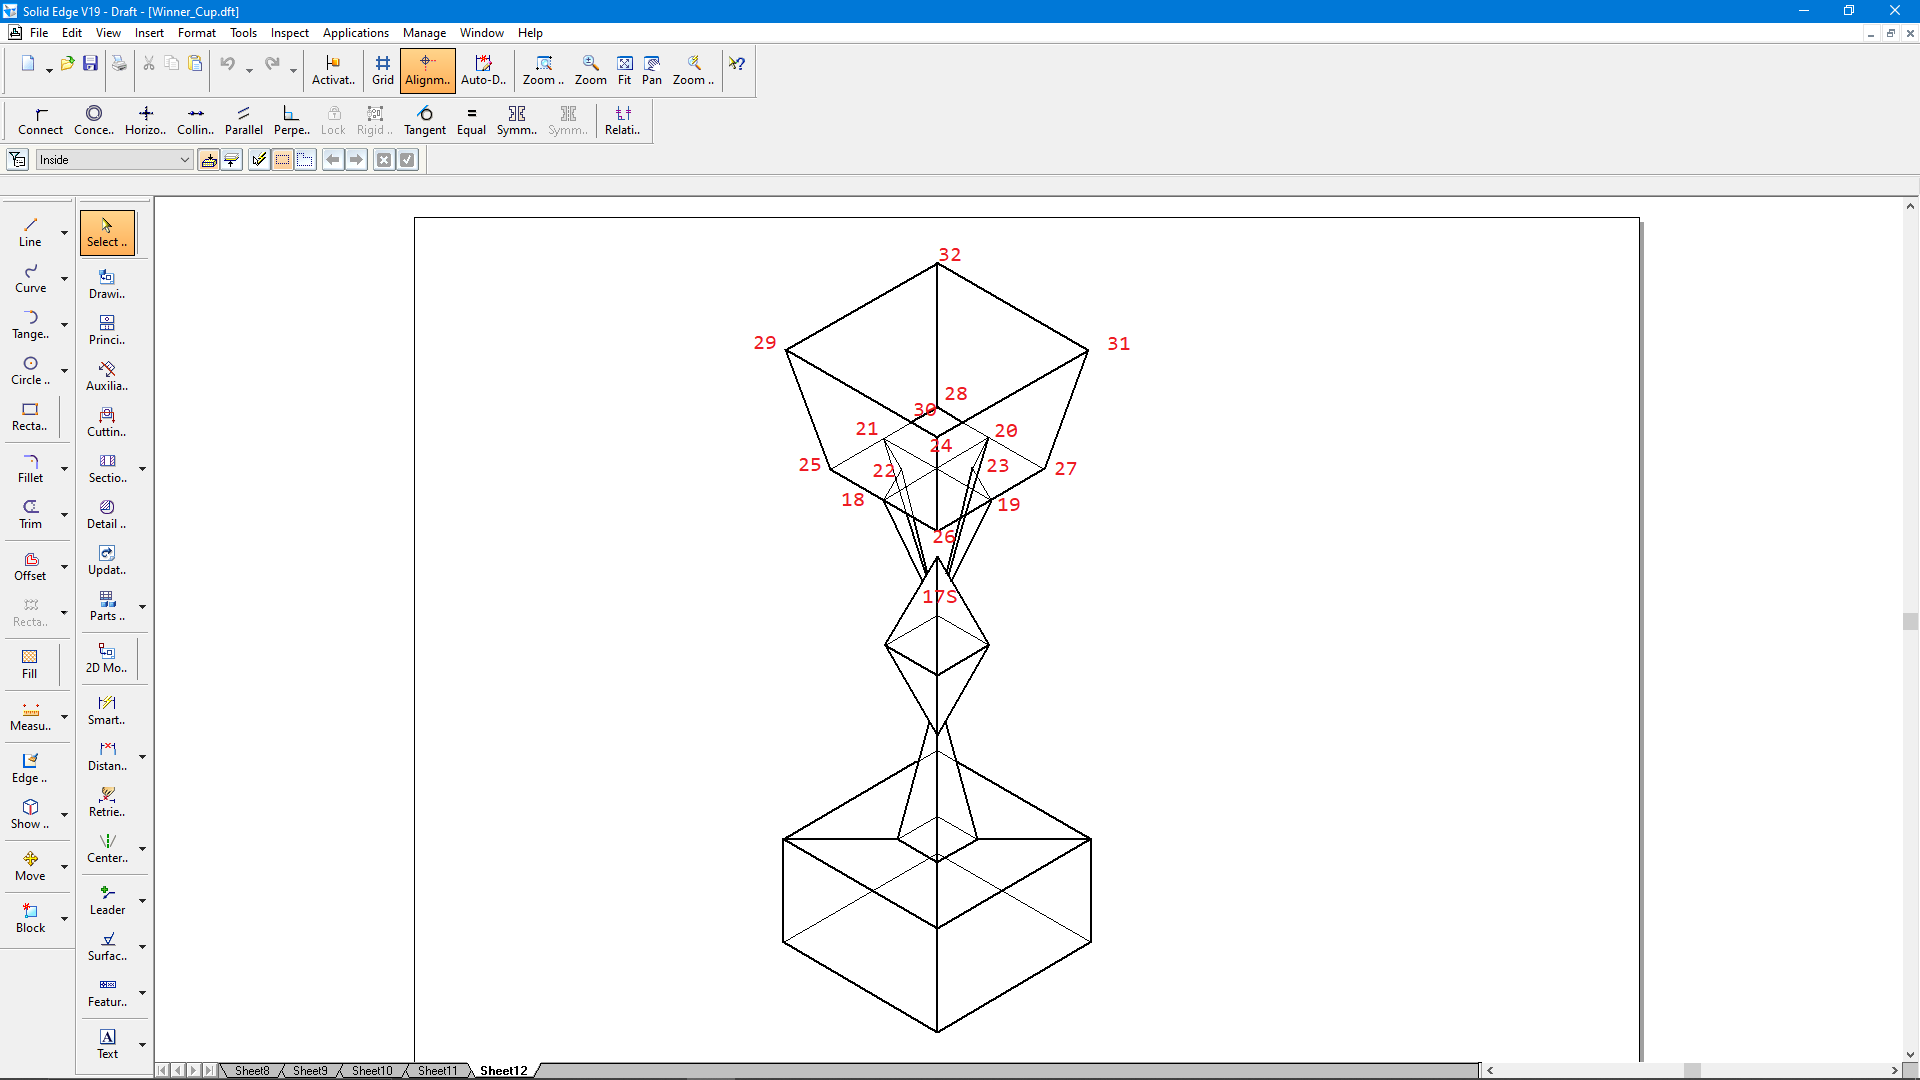 Solid Edge V19 - Draft - [Winner_Cup.dft]
File Edit View Insert Format Tools Inspect Applications Manage Window Help
Activat.. Grid Alignm.. Auto-D.. Zoom .. Zoom Fit Pan Zoom ..
Connect Conce.. Horizo.. Collin.. Parallel Perpe.. Lock Rigid .. Tangent Equal Symm.. Symm.. Relati..
Inside
Line
Curve
Tange..
Circle ..
Recta..
Fillet
Trim
Offset
Recta..
Fill
Measu..
Edge ..
Show ..
Move
Block
Select ..
Drawi..
Princi..
Auxilia..
Cuttin..
Sectio..
Detail ..
Updat..
Parts ..
2D Mo..
Smart..
Distan..
Retrie..
Center..
Leader
Surfac..
Featur..
Text
32
29
31
28
30
21
20
24
25
22
23
27
18
19
26
17S
Sheet8 Sheet9 Sheet10 Sheet11 Sheet12